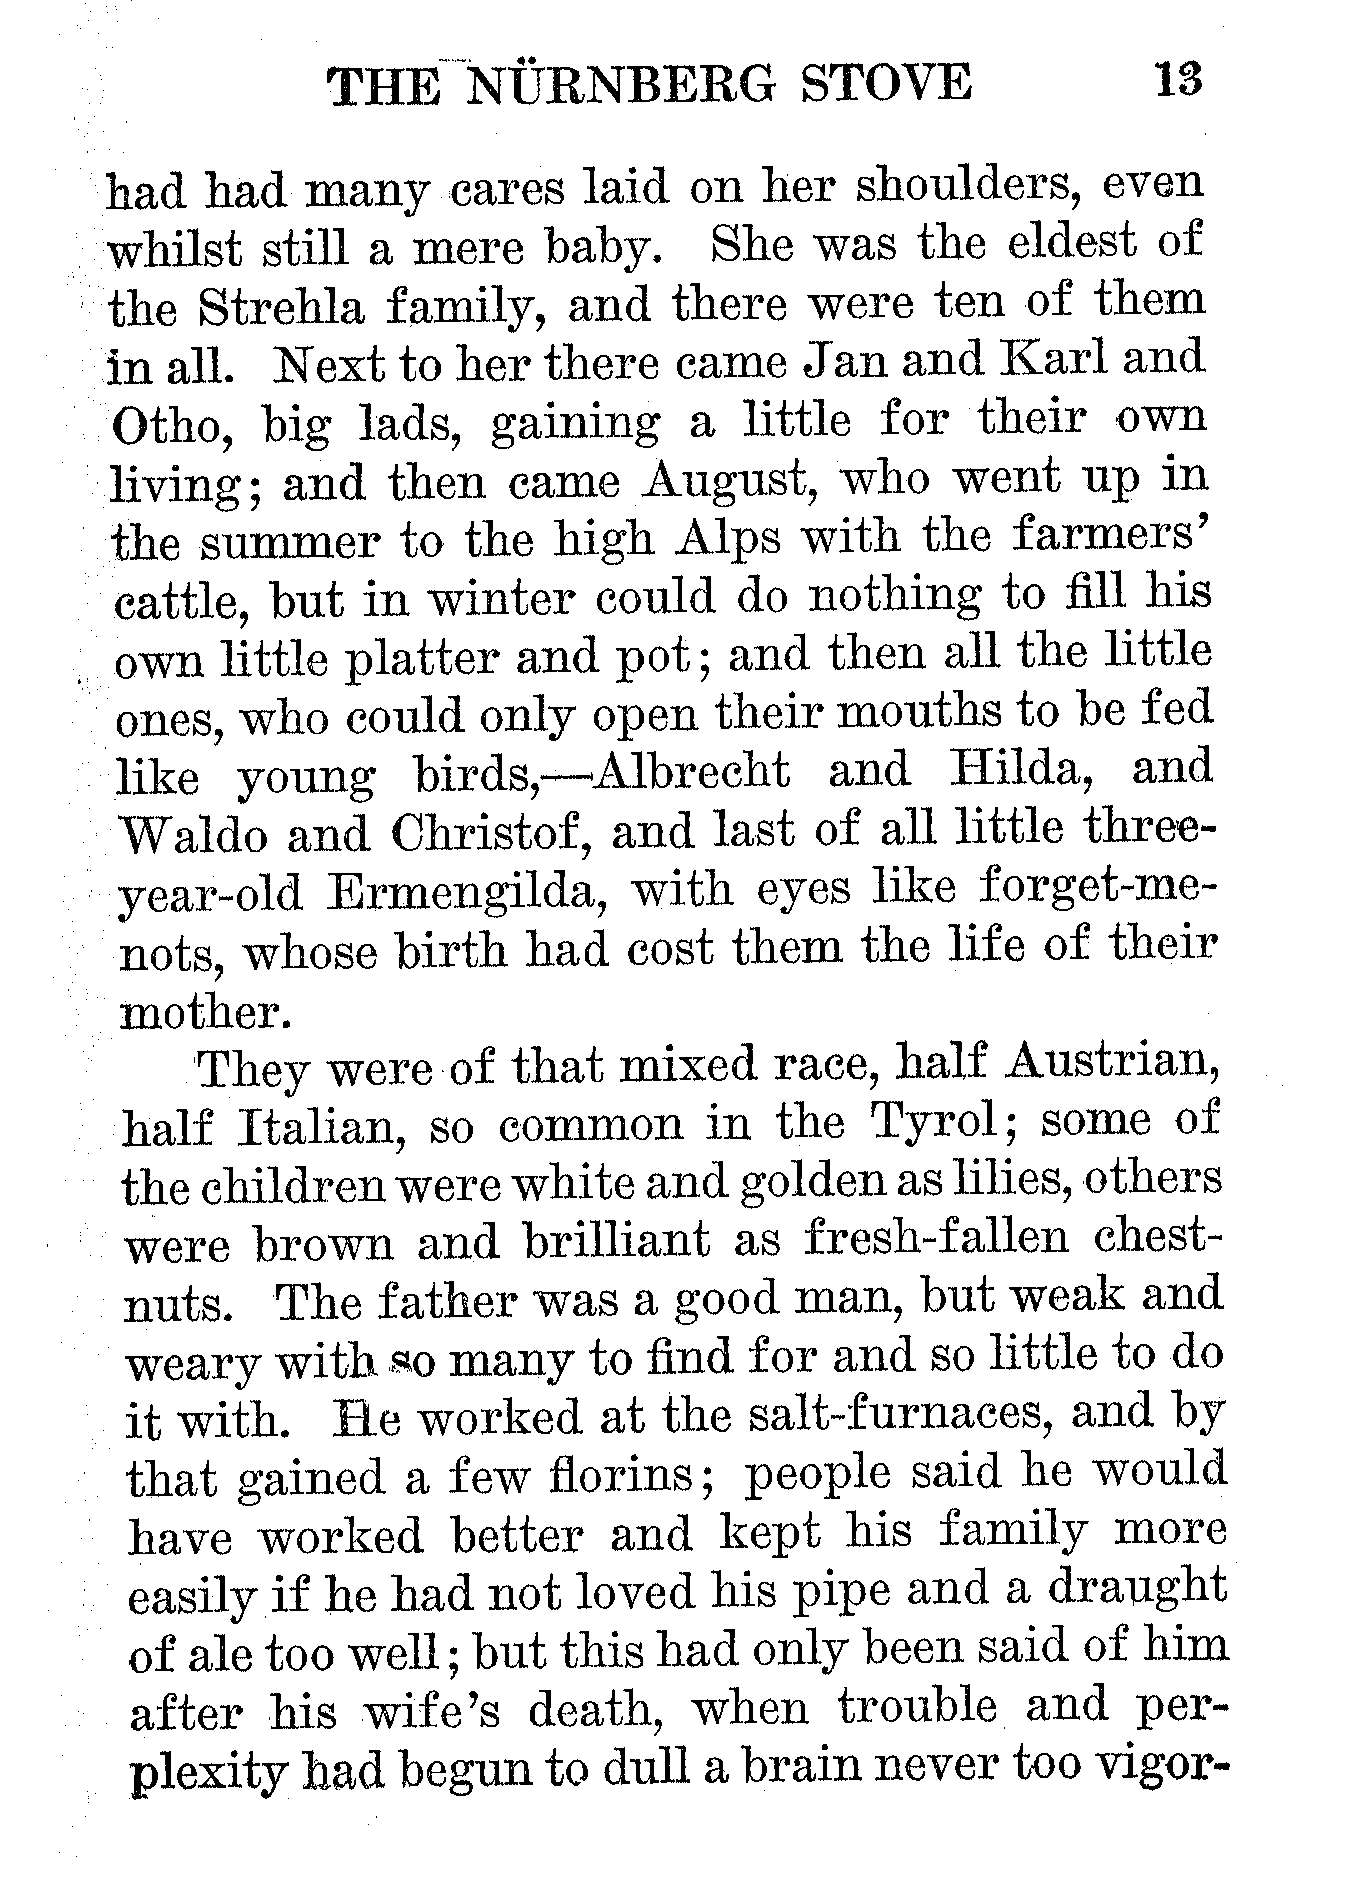 THE NÜRNBERG STOVE 13
had had many cares laid on her shoulders, even
whilst still a mere baby. She was the eldest of
the Strehla family, and there were ten of them
in all. Next to her there came Jan and Karl and
Otho, big lads, gaining a little for their own
living; and then came August, who went up in
the summer to the high Alps with the farmers'
cattle, but in winter could do nothing to fill his
own little platter and pot; and then all the little
ones, who could only open their mouths to be fed
like young birds,—Albrecht and Hilda, and
Waldo and Christof, and last of all little three-
year-old Ermengilda, with eyes like forget-me-
nots, whose birth had cost them the life of their
mother.
They were of that mixed race, half Austrian,
half Italian, so common in the Tyrol; some of
the children were white and golden as lilies, others
were brown and brilliant as fresh-fallen chest-
nuts. The father was a good man, but weak and
weary with so many to find for and so little to do
it with. He worked at the salt-furnaces, and by
that gained a few florins; people said he would
have worked better and kept his family more
easily if he had not loved his pipe and a draught
of ale too well; but this had only been said of him
after his wife's death, when trouble and per-
plexity had begun to dull a brain never too vigor-